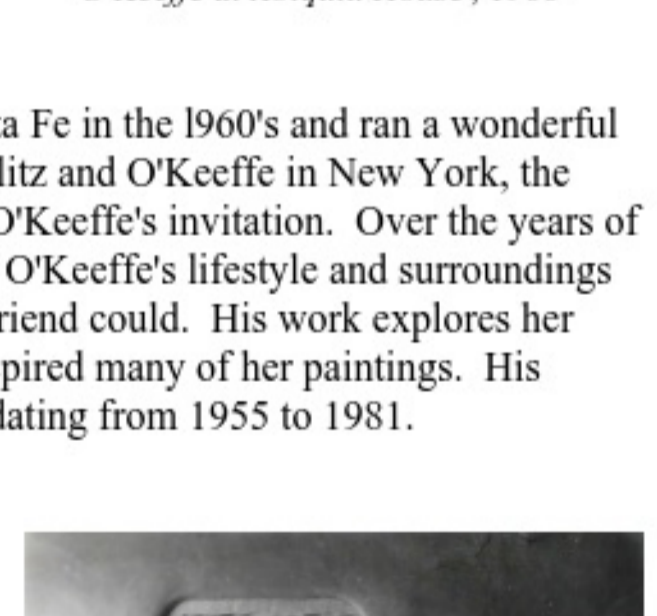 a Fe in the l960's and ran a wonderful
litz and O'Keeffe in New York, the
O'Keeffe's invitation.  Over the years of
O'Keeffe's lifestyle and surroundings
riend could.  His work explores her
pired many of her paintings.  His
lating from 1955 to 1981.